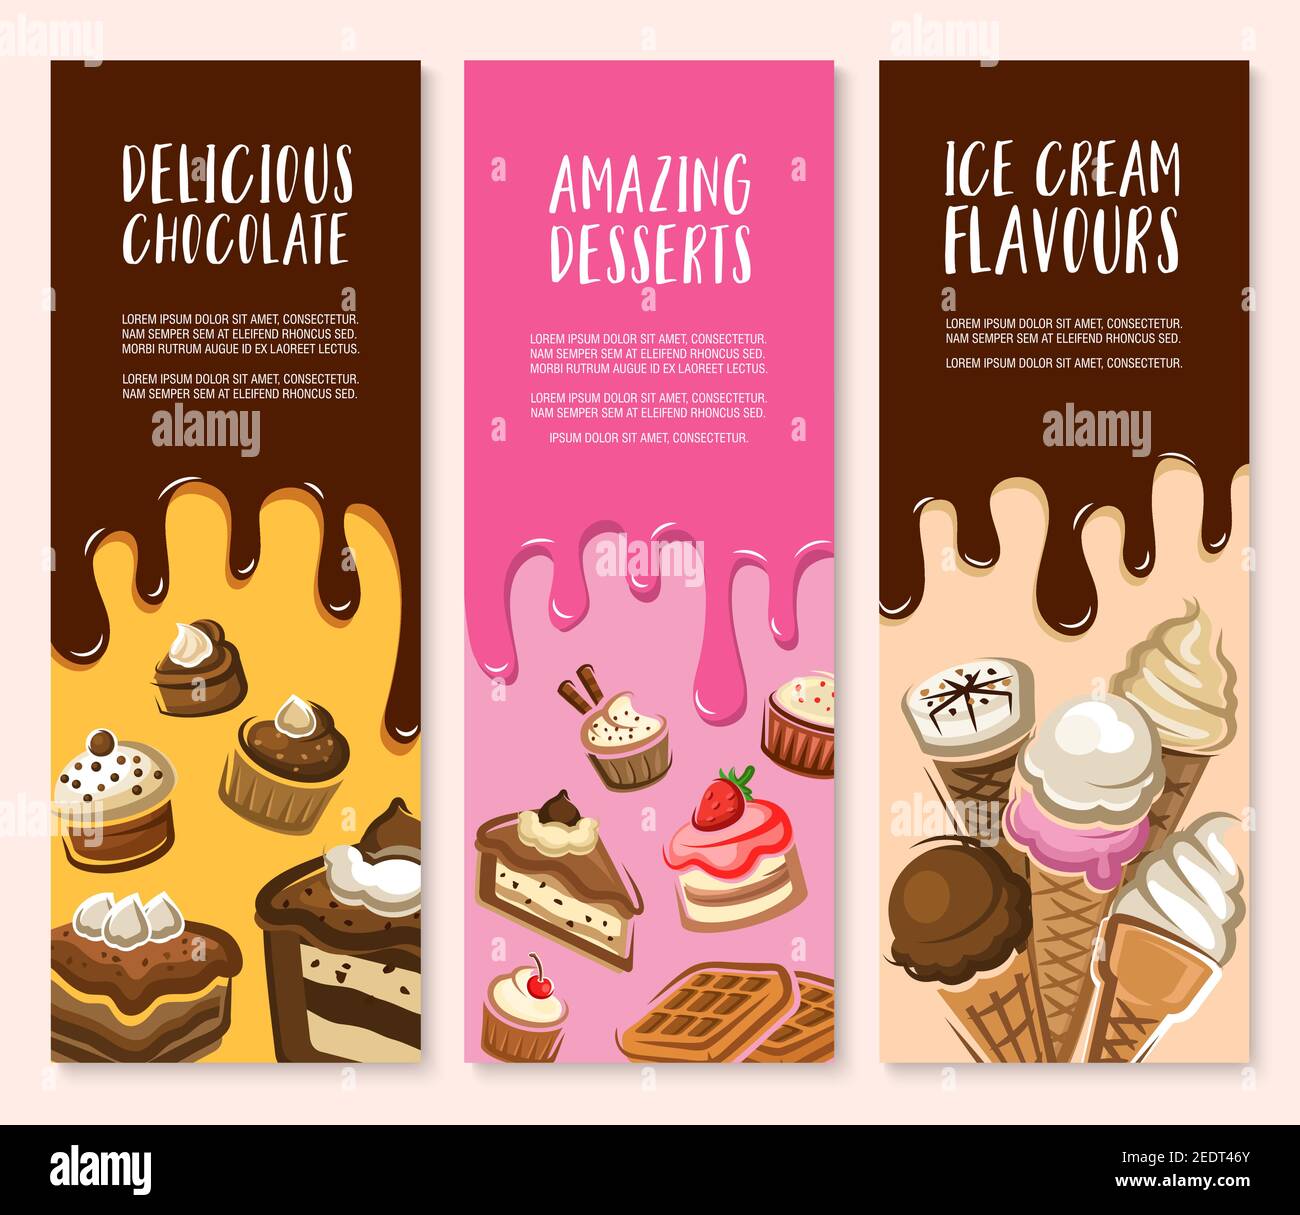 DELICIOUS
CHOCOLATE
LOREM IPSUM DOLOR SIT AMET, CONSECTETUR.
NAM SEMPER SEM AT ELEIFEND RHONCUS SED.
MORBI RUTRUM AUGUE ID EX LAOREET LECTUS.
LOREM IPSUM DOLOR SIT AMET, CONSECTETUR.
NAM SEMPER SEM AT ELEIFEND RHONCUS SED.
AMAZING
DESSERTS
LOREM IPSUM DOLOR SIT AMET, CONSECTETUR.
NAM SEMPER SEM AT ELEIFEND RHONCUS SED.
MORBI RUTRUM AUGUE ID EX LAOREET LECTUS.
LOREM IPSUM DOLOR SIT AMET, CONSECTETUR.
NAM SEMPER SEM AT ELEIFEND RHONCUS SED.
IPSUM DOLOR SIT AMET, CONSECTETUR.
ICE CREAM
FLAVOURS
LOREM IPSUM DOLOR SIT AMET, CONSECTETUR.
NAM SEMPER SEM AT ELEIFEND RHONCUS SED.
LOREM IPSUM DOLOR SIT AMET, CONSECTETUR.
alamy
Image ID: 2EDT46Y
www.alamy.com